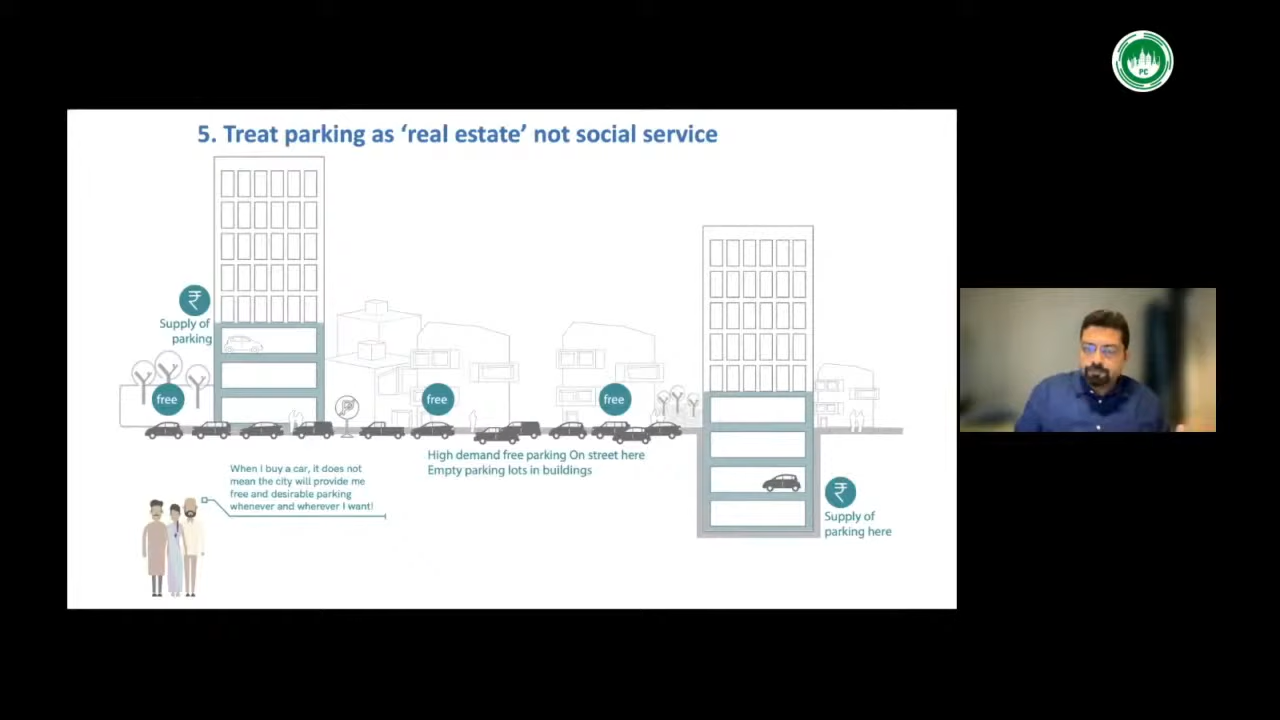 PC
5. Treat parking as ‘real estate’ not social service
₹
Supply of
parking
free
free
free
P
High demand free parking On street here
Empty parking lots in buildings
When I buy a car, it does not
mean the city will provide me
free and desirable parking
whenever and wherever I want!
₹
Supply of
parking here